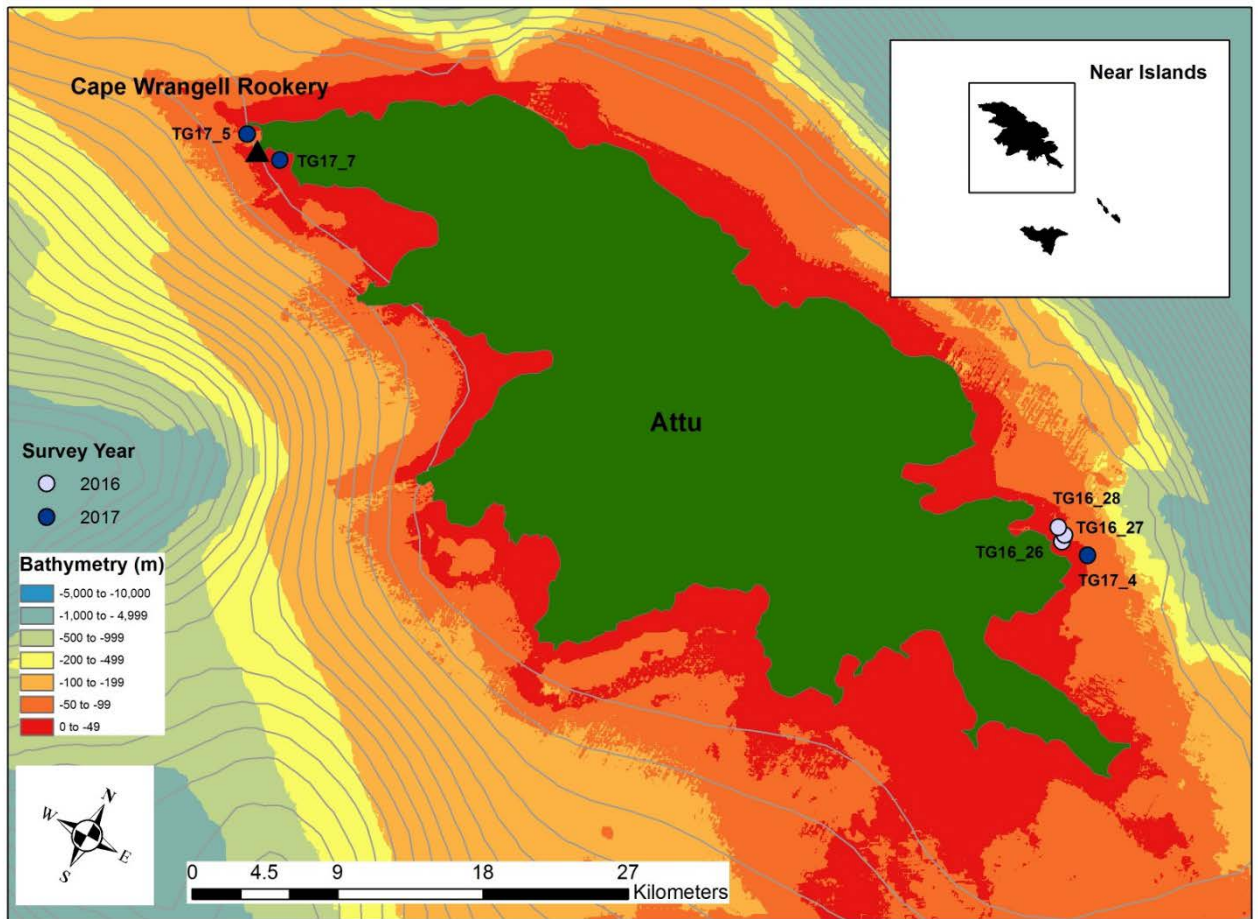 Cape Wrangell Rookery
TG17_5
TG17_7
Near Islands
Attu
TG16_28
TG16_27
TG16_26
TG17_4
Survey Year
2016
2017
Bathymetry (m)
-5,000 to -10,000
-1,000 to - 4,999
-500 to -999
-200 to -499
-100 to -199
-50 to -99
0 to -49
N
W
E
S
0 4.5 9 18 27
Kilometers